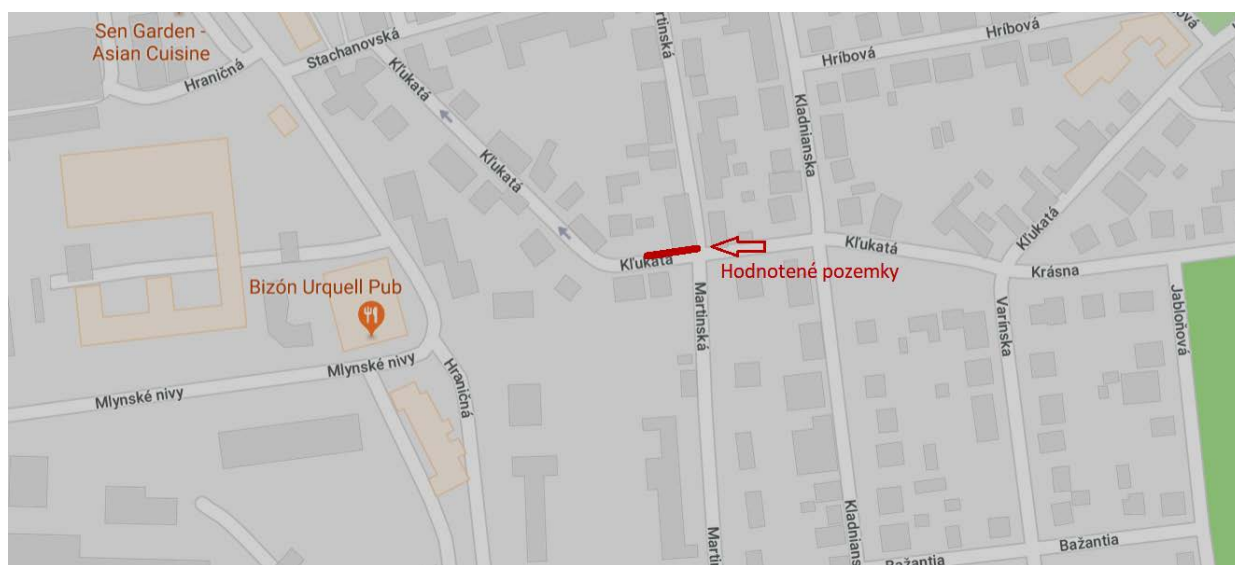 Sen Garden -
Asian Cuisine
Hraničná
Stachanovská
Kľukatá
Martinská
Hríbová
Hríbová
Kladnianska
Kľukatá
Kľukatá
Kľukatá
Hodnotené pozemky
Kľukatá
Kľukatá
Krásna
Jabloňová
Bizón Urquell Pub
Mlynské nivy
Mlynské nivy
Hraničná
Martinská
Varínska
Bažantia
Bažantia